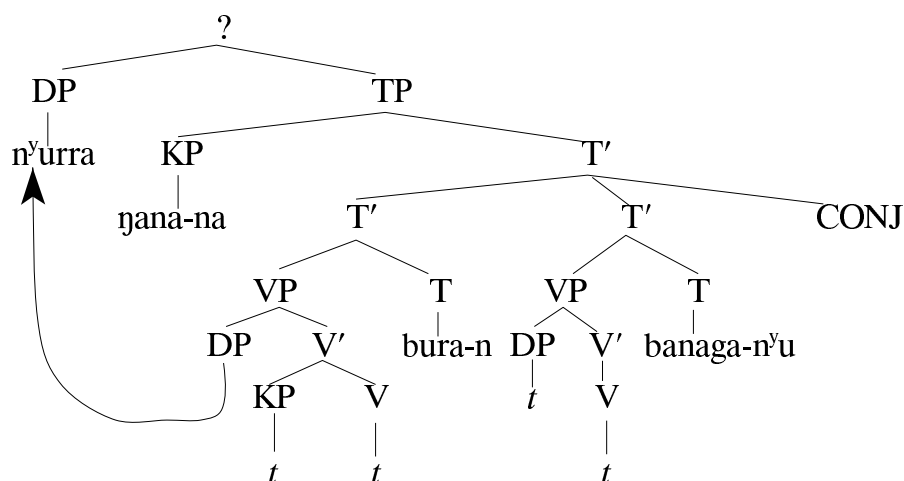 ?
DP TP
nʸurra KP T′
ŋana-na T′ T′ CONJ
VP T VP T
DP V′ bura-n DP V′ banaga-nʸu
KP V t V
t t t